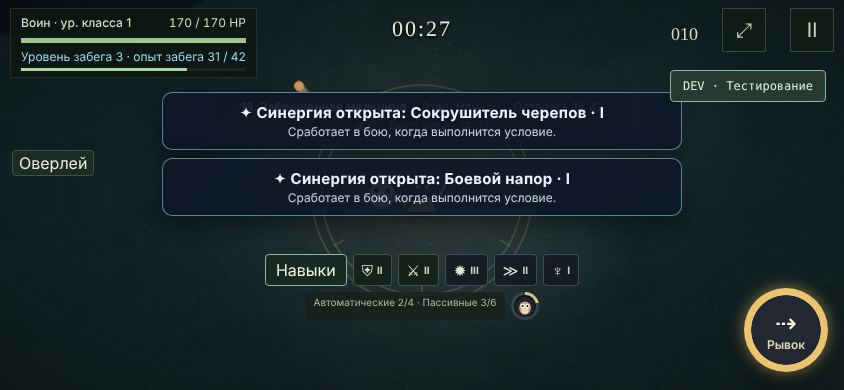 Воин · ур. класса 1
170 / 170 HP
Уровень забега 3 · опыт забега 31 / 42
00:27
010
DEV · Тестирование
✦ Синергия открыта: Сокрушитель черепов · I
Сработает в бою, когда выполнится условие.
Оверлей
✦ Синергия открыта: Боевой напор · I
Сработает в бою, когда выполнится условие.
Навыки
II
II
III
II
I
Автоматические 2/4 · Пассивные 3/6
Рывок